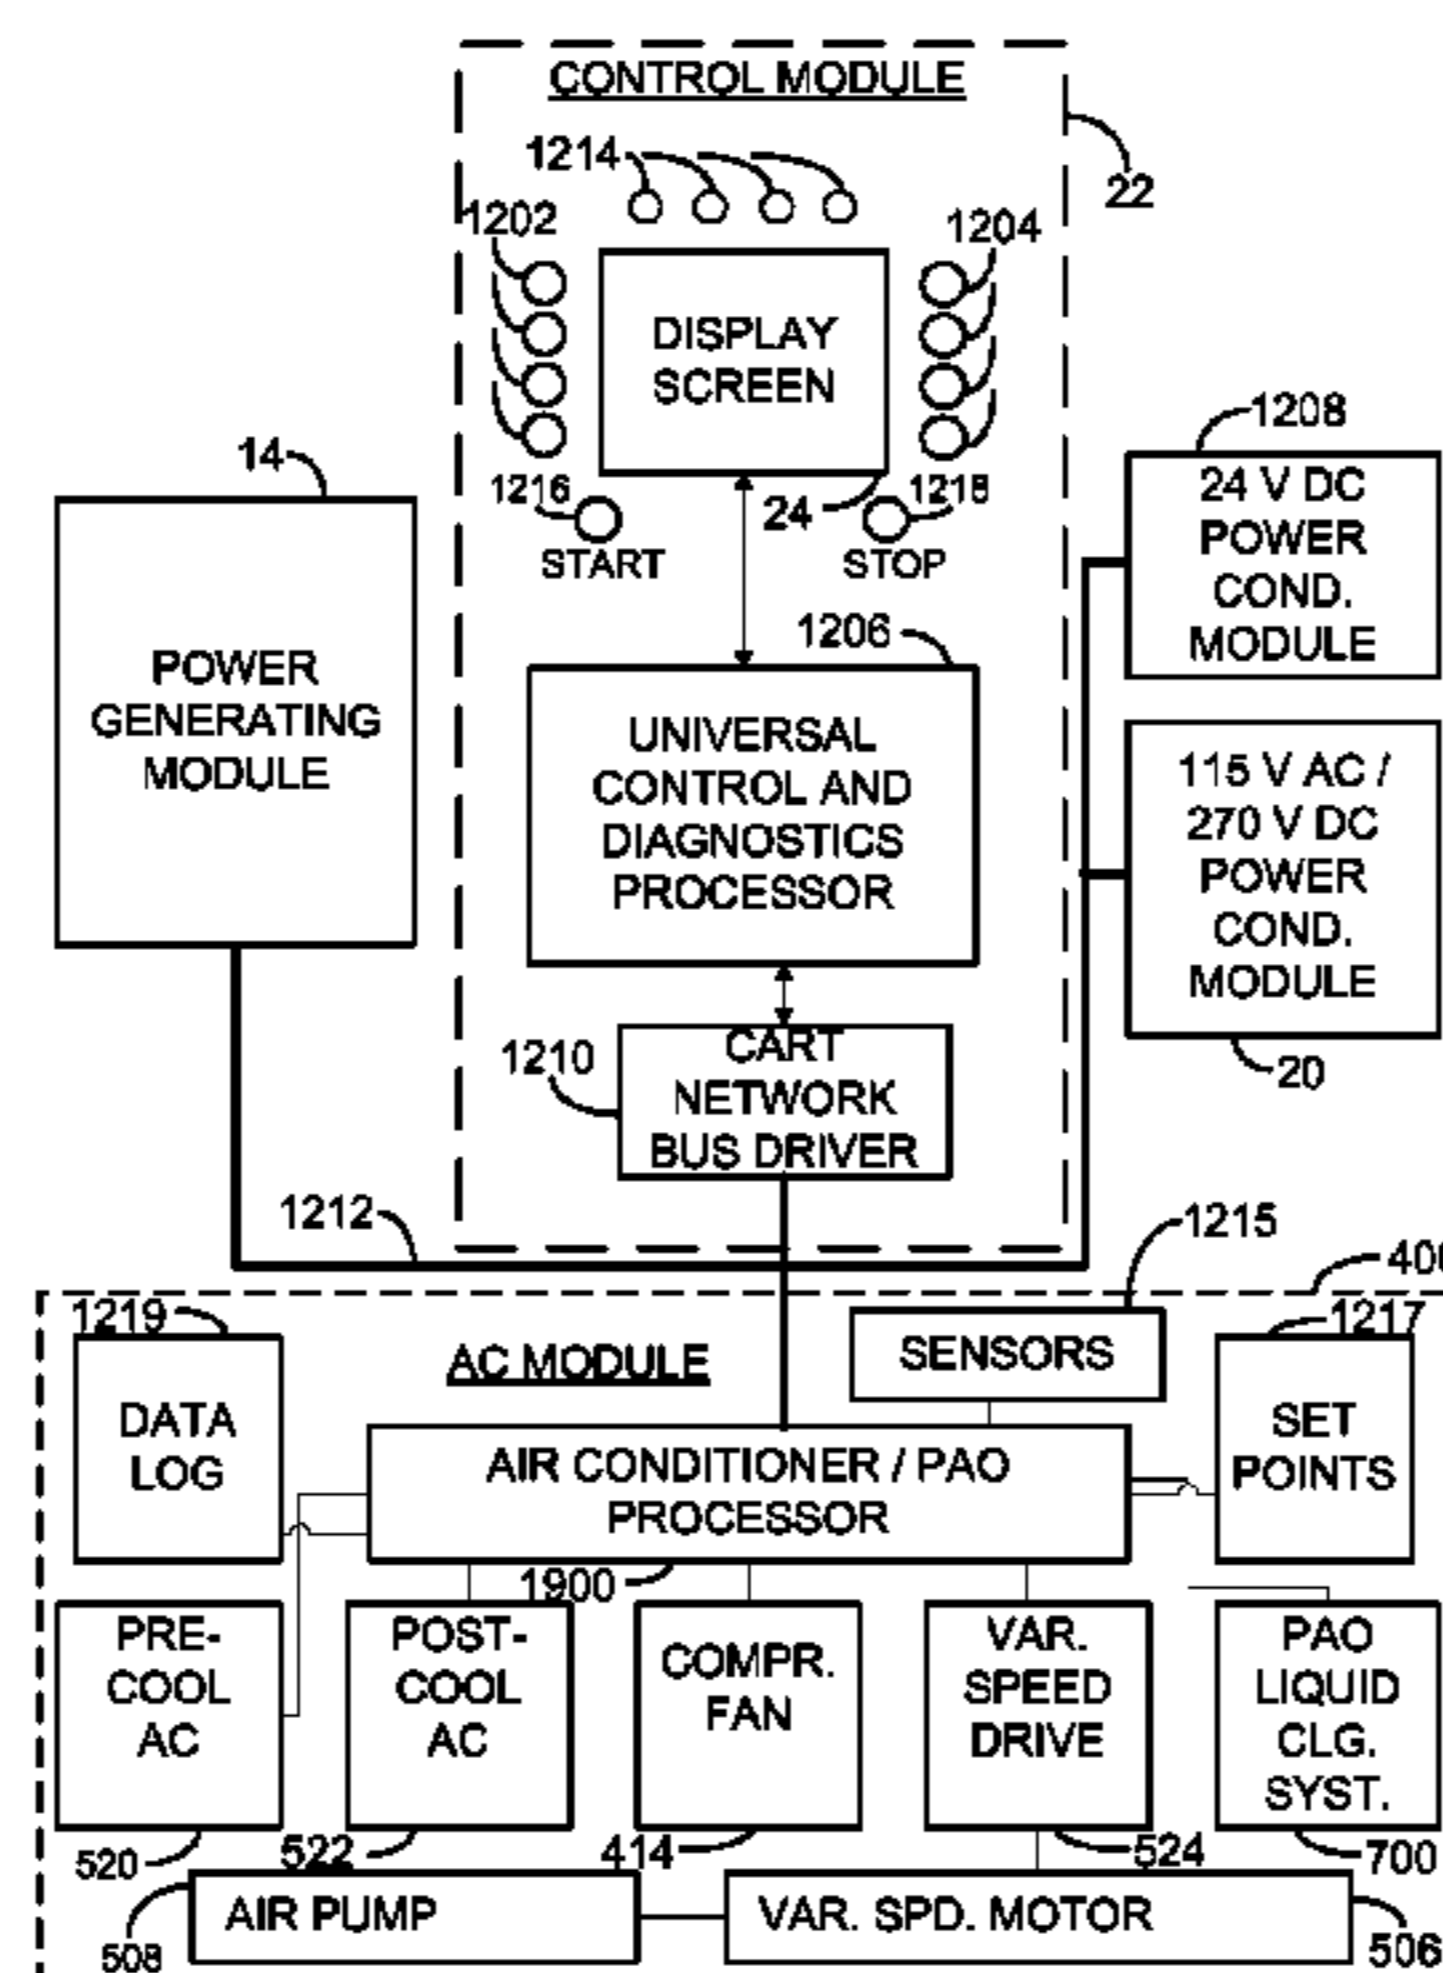 CONTROL MODULE
1214
22
1202
1204
DISPLAY
SCREEN
1208
14
1216
24
1218
START
STOP
24 V DC
POWER
COND.
MODULE
1206
POWER
GENERATING
MODULE
UNIVERSAL
CONTROL AND
DIAGNOSTICS
PROCESSOR
115 V AC /
270 V DC
POWER
COND.
MODULE
20
1210
CART
NETWORK
BUS DRIVER
1212
1215
1219
1217
AC MODULE
SENSORS
DATA
LOG
SET
POINTS
AIR CONDITIONER / PAO
PROCESSOR
1900
PRE-
COOL
AC
POST-
COOL
AC
COMPR.
FAN
VAR.
SPEED
DRIVE
PAO
LIQUID
CLG.
SYST.
520
522
414
524
700
AIR PUMP
VAR. SPD. MOTOR
508
506